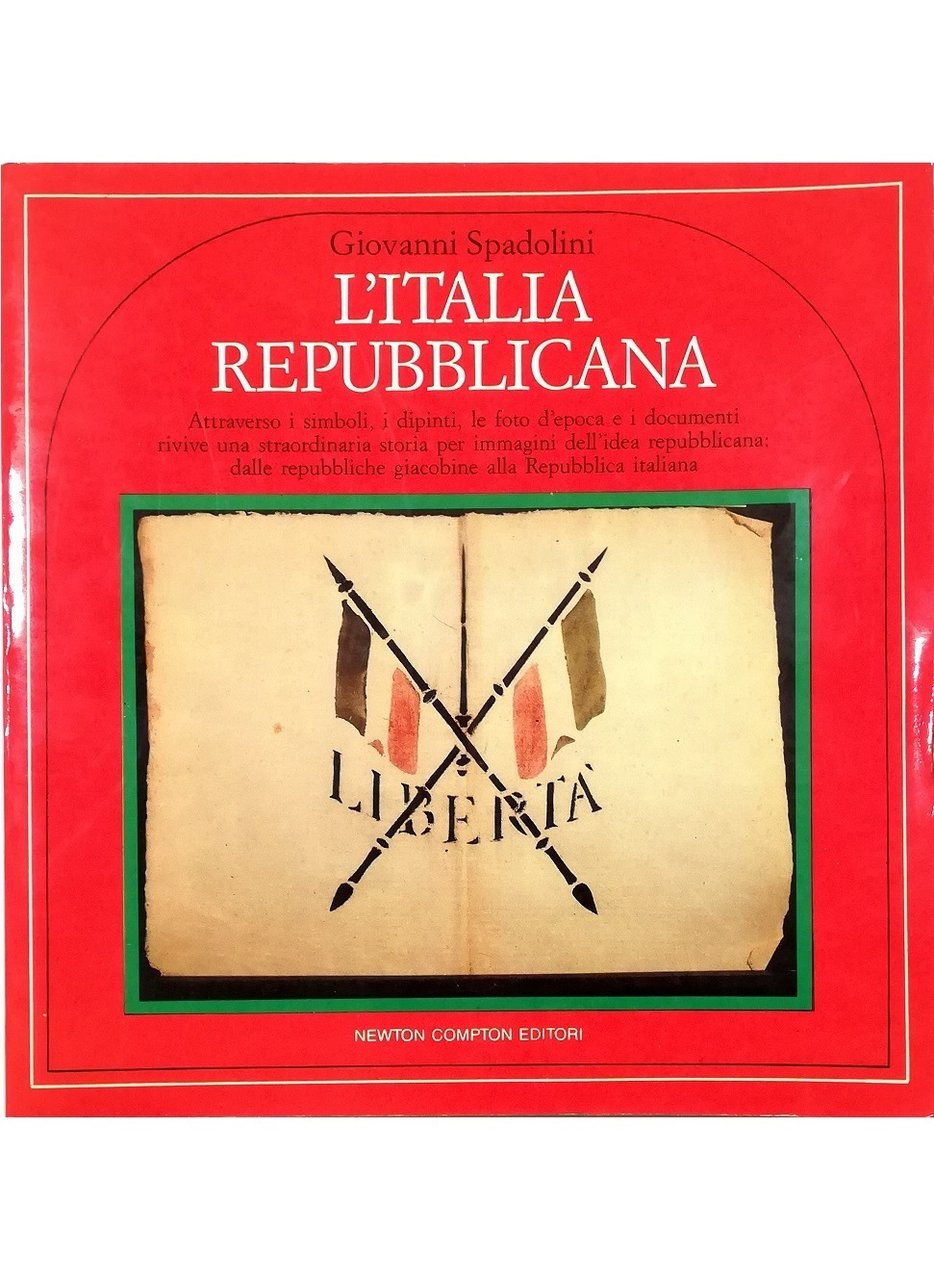 Giovanni Spadolini
L'ITALIA
REPUBBLICANA
Attraverso i simboli, i dipinti, le foto d'epoca e i documenti
rivive una straordinaria storia per immagini dell'idea repubblicana:
dalle repubbliche giacobine alla Repubblica italiana
LIBERTÀ
NEWTON COMPTON EDITORI